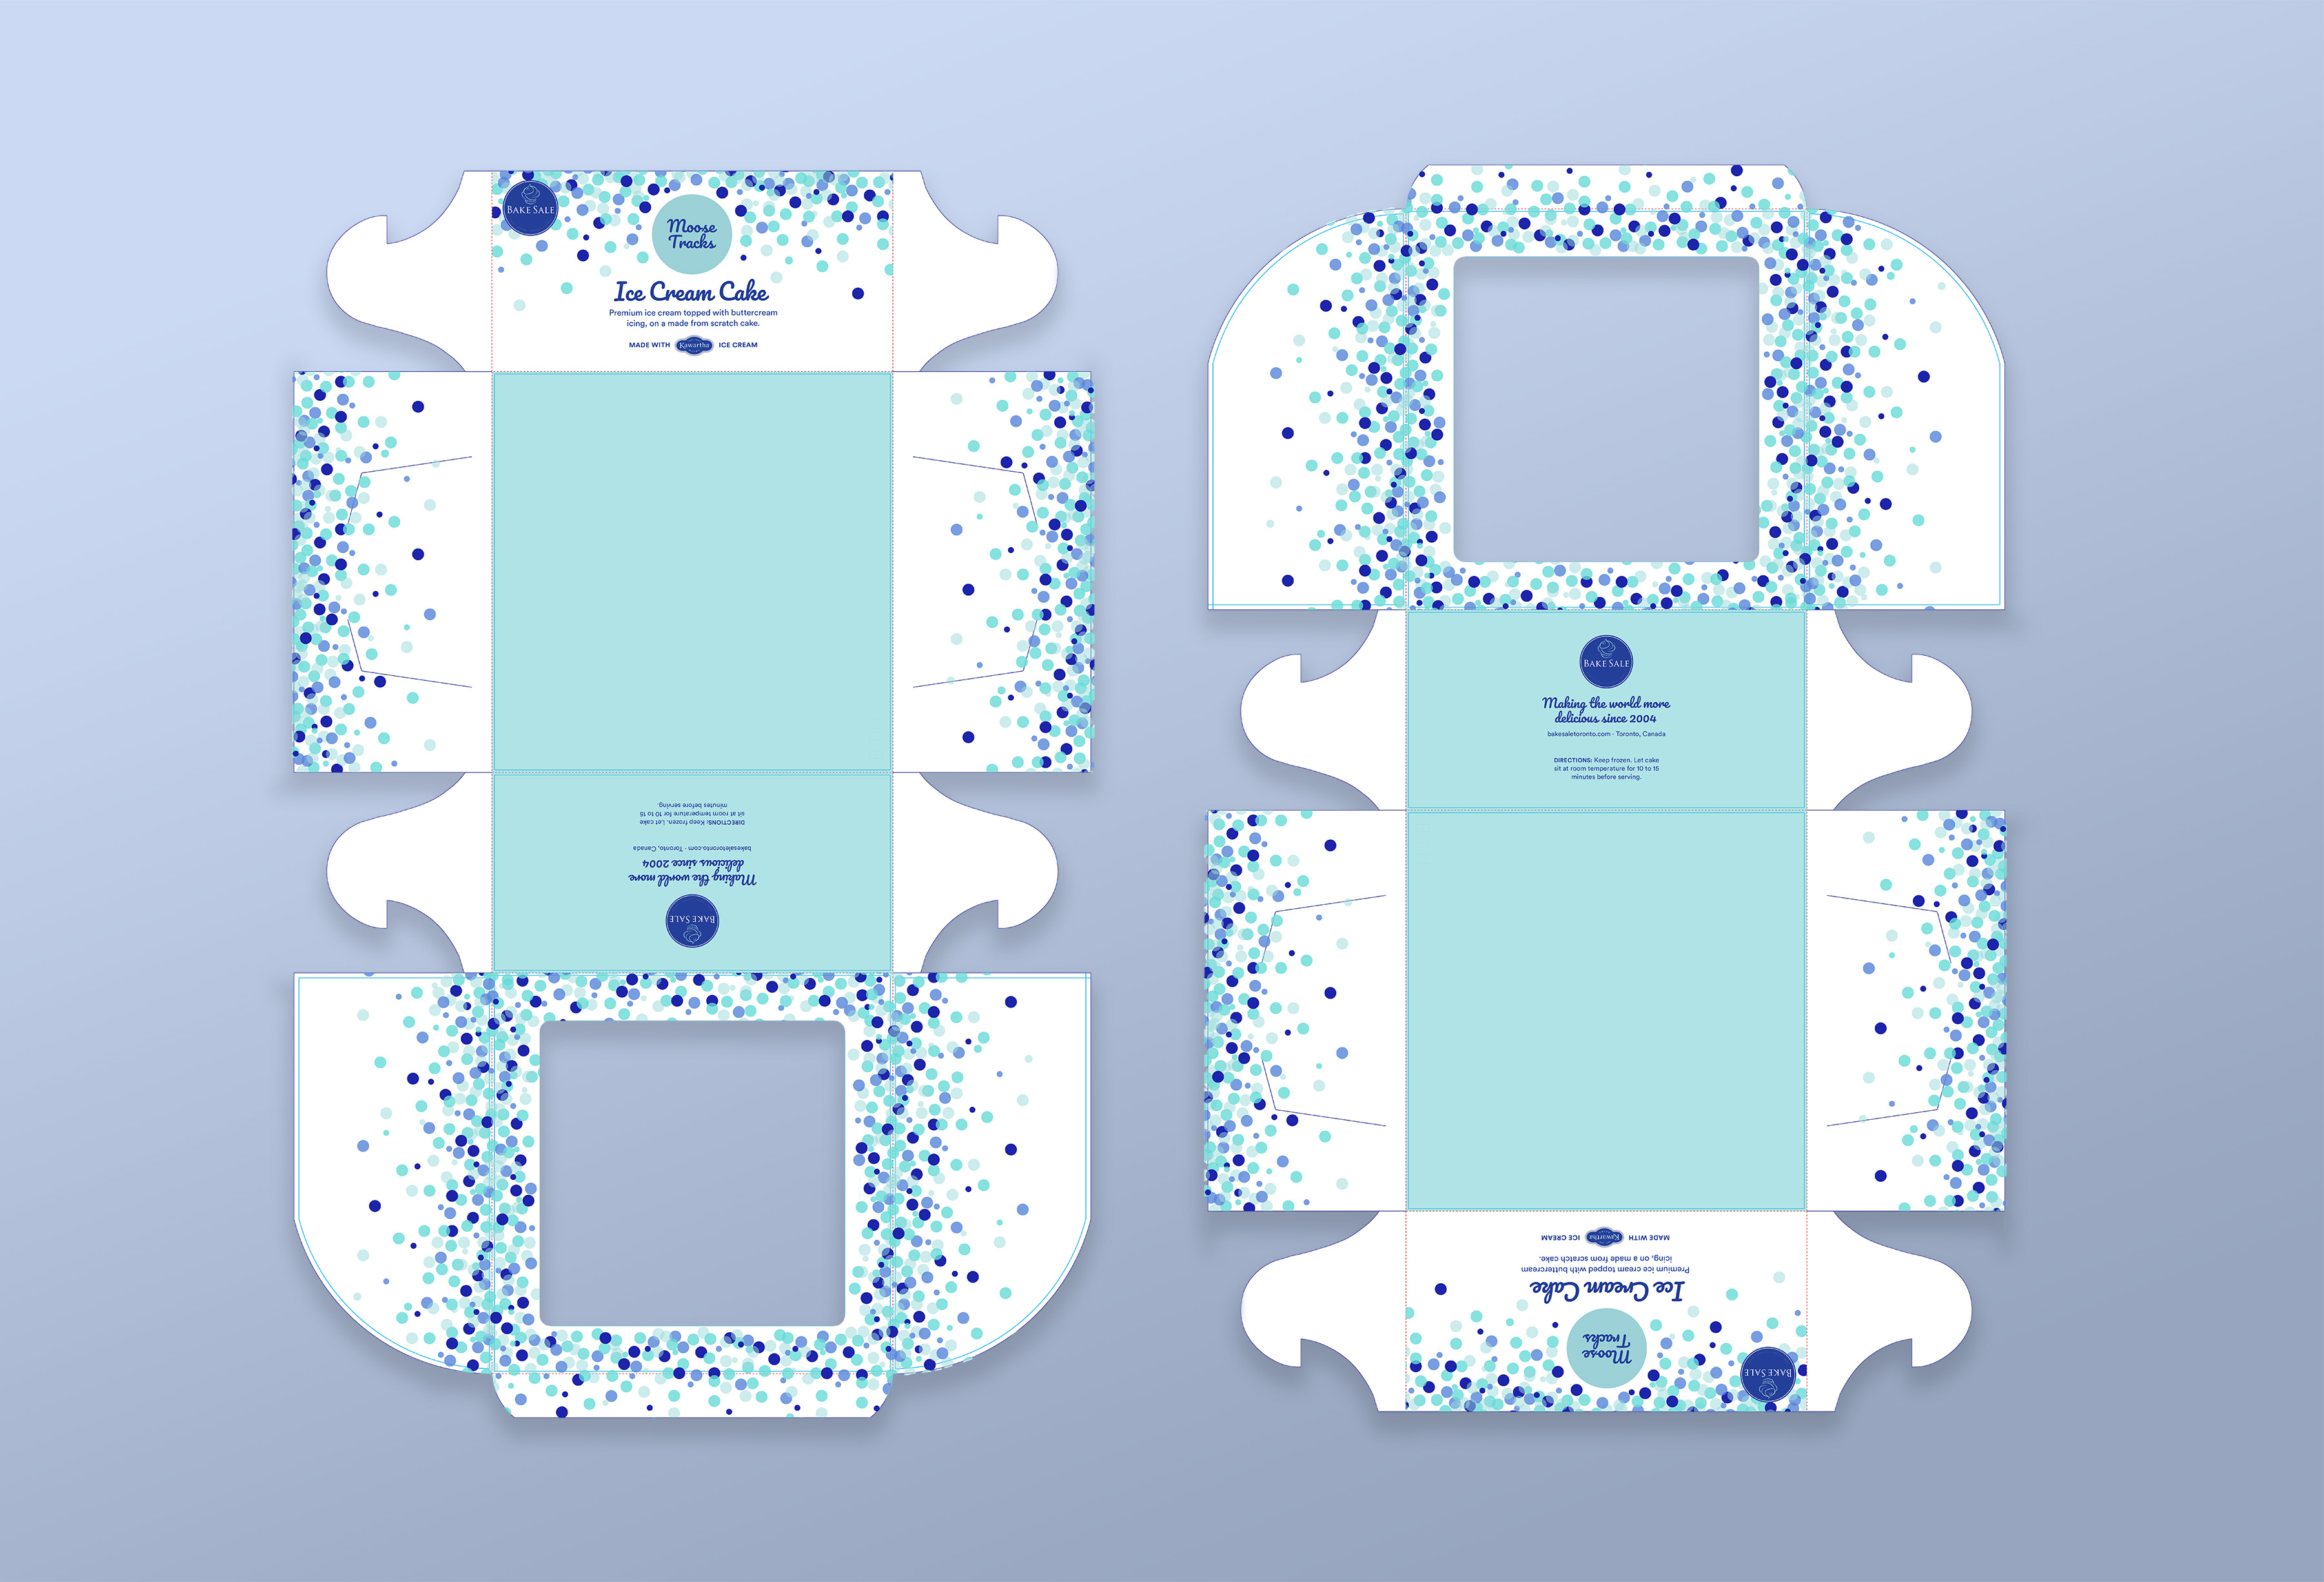 BAKE SALE
Moose
Tracks
Ice Cream Cake
Premium ice cream topped with buttercream
icing, on a made from scratch cake.
MADE WITH Kawartha ICE CREAM
DIRECTIONS: Keep frozen. Let cake
sit at room temperature for 10 to 15
minutes before serving.
bakesaletoronto.com · Toronto, Canada
Making the world more
delicious since 2004
BAKE SALE
BAKE SALE
Making the world more
delicious since 2004
bakesaletoronto.com · Toronto, Canada
DIRECTIONS: Keep frozen. Let cake
sit at room temperature for 10 to 15
minutes before serving.
MADE WITH Kawartha ICE CREAM
Premium ice cream topped with buttercream
icing, on a made from scratch cake.
Ice Cream Cake
Moose
Tracks
BAKE SALE